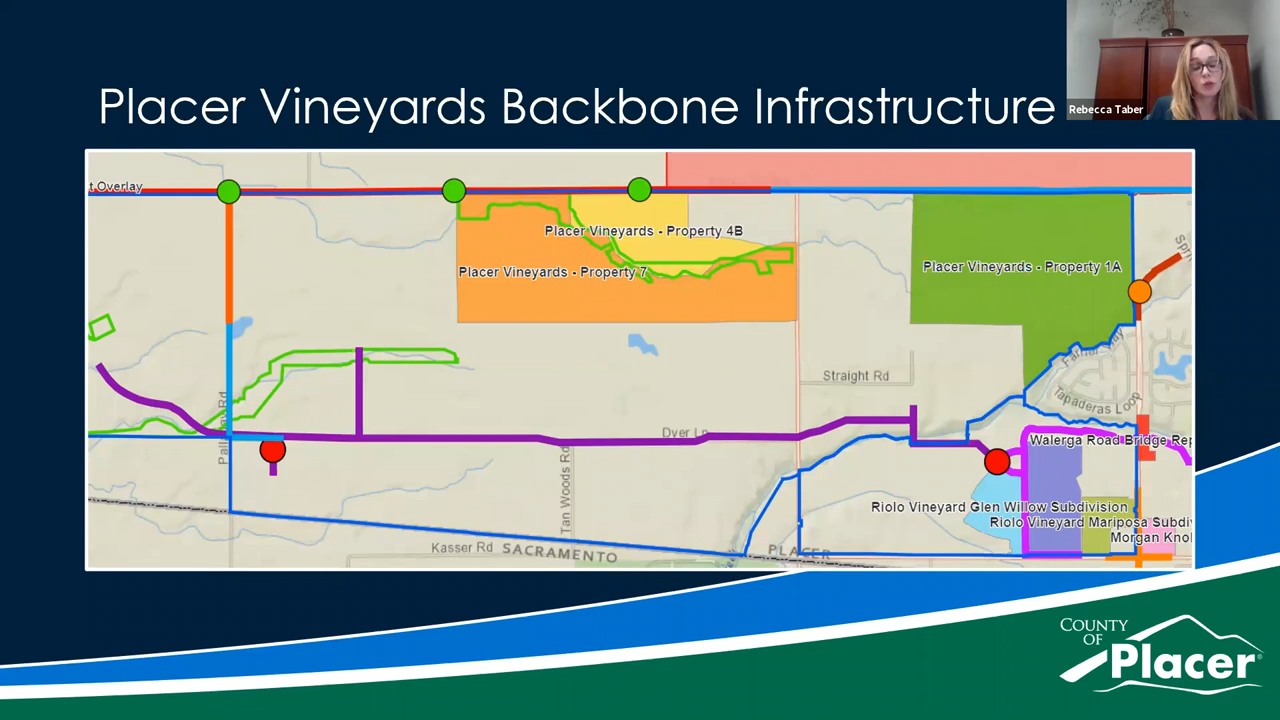 Placer Vineyards Backbone Infrastructure
Rebecca Taber
t Overlay
Placer Vineyards - Property 4B
Placer Vineyards - Property 7
Placer Vineyards - Property 1A
Straight Rd
Tapaderas Loop
Dyer Ln
Walerga Road Bridge Rep
Tan Woods Rd
Riolo Vineyard Glen Willow Subdivision
Riolo Vineyard Mariposa Subdiv
Morgan Knol
Kasser Rd
SACRAMENTO
PLACER
COUNTY
OF
Placer